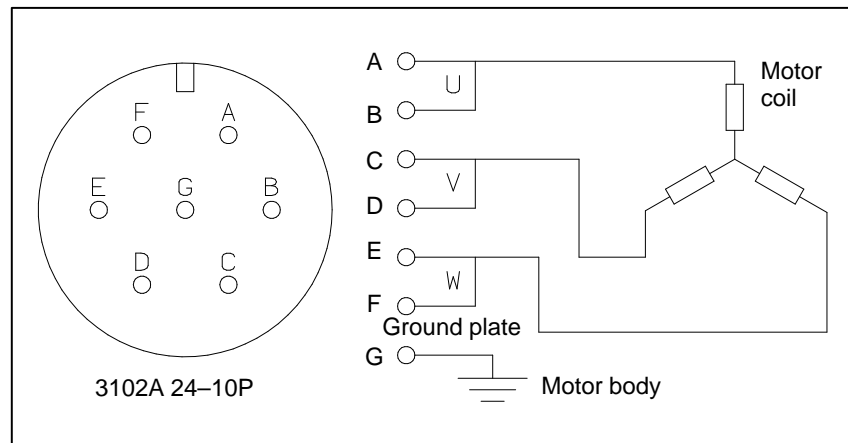 F A
E G B
D C
3102A 24–10P
A
U
B
C
V
D
E
W
F
Ground plate
G
Motor
coil
Motor body